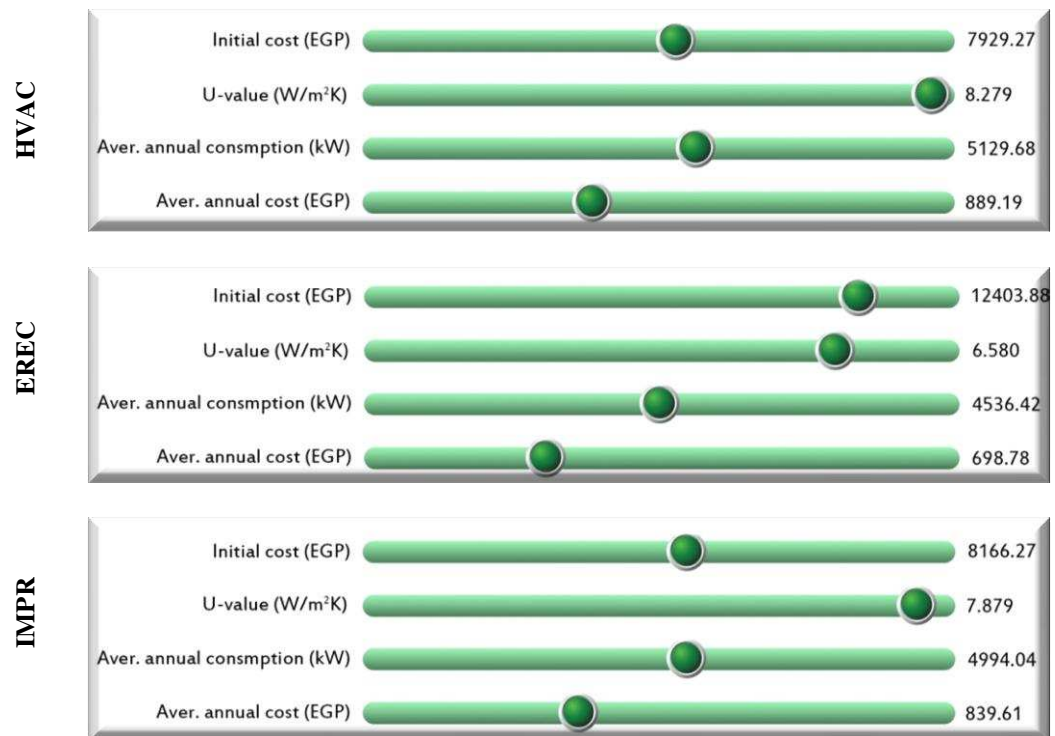 HVAC
Initial cost (EGP) 7929.27
U-value (W/m²K) 8.279
Aver. annual consmption (kW) 5129.68
Aver. annual cost (EGP) 889.19
EREC
Initial cost (EGP) 12403.88
U-value (W/m²K) 6.580
Aver. annual consmption (kW) 4536.42
Aver. annual cost (EGP) 698.78
IMPR
Initial cost (EGP) 8166.27
U-value (W/m²K) 7.879
Aver. annual consmption (kW) 4994.04
Aver. annual cost (EGP) 839.61